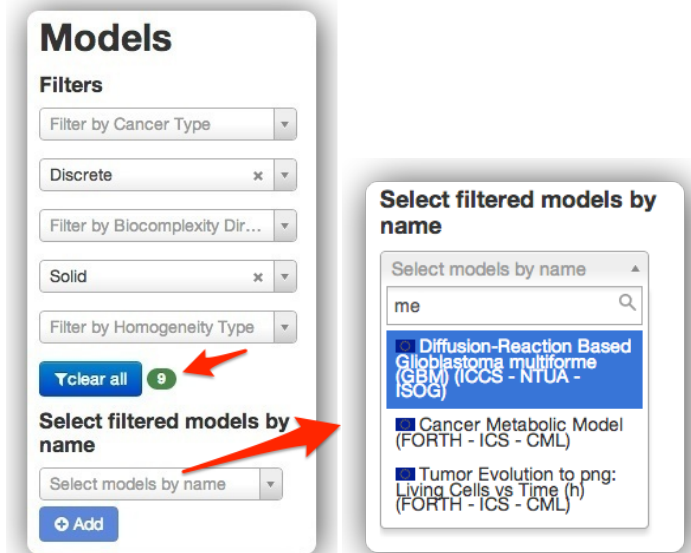 Models
Filters
Filter by Cancer Type
Discrete
Filter by Biocomplexity Dir...
Solid
Filter by Homogeneity Type
clear all 9
Select filtered models by
name
Select models by name
Add
Select filtered models by
name
Select models by name
me
Diffusion-Reaction Based
Glioblastoma multiforme
(GBM) (ICCS - NTUA -
ISOG)
Cancer Metabolic Model
(FORTH - ICS - CML)
Tumor Evolution to png:
Living Cells vs Time (h)
(FORTH - ICS - CML)